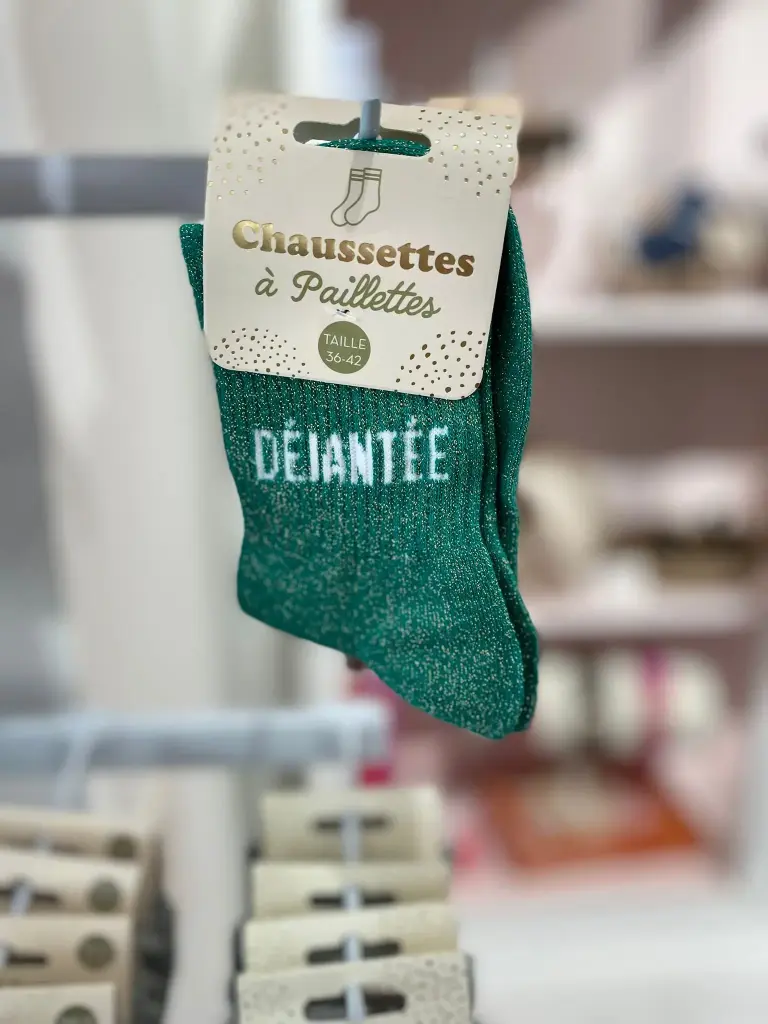 Chaussettes
à Paillettes
TAILLE
36-42
DÉJANTÉE